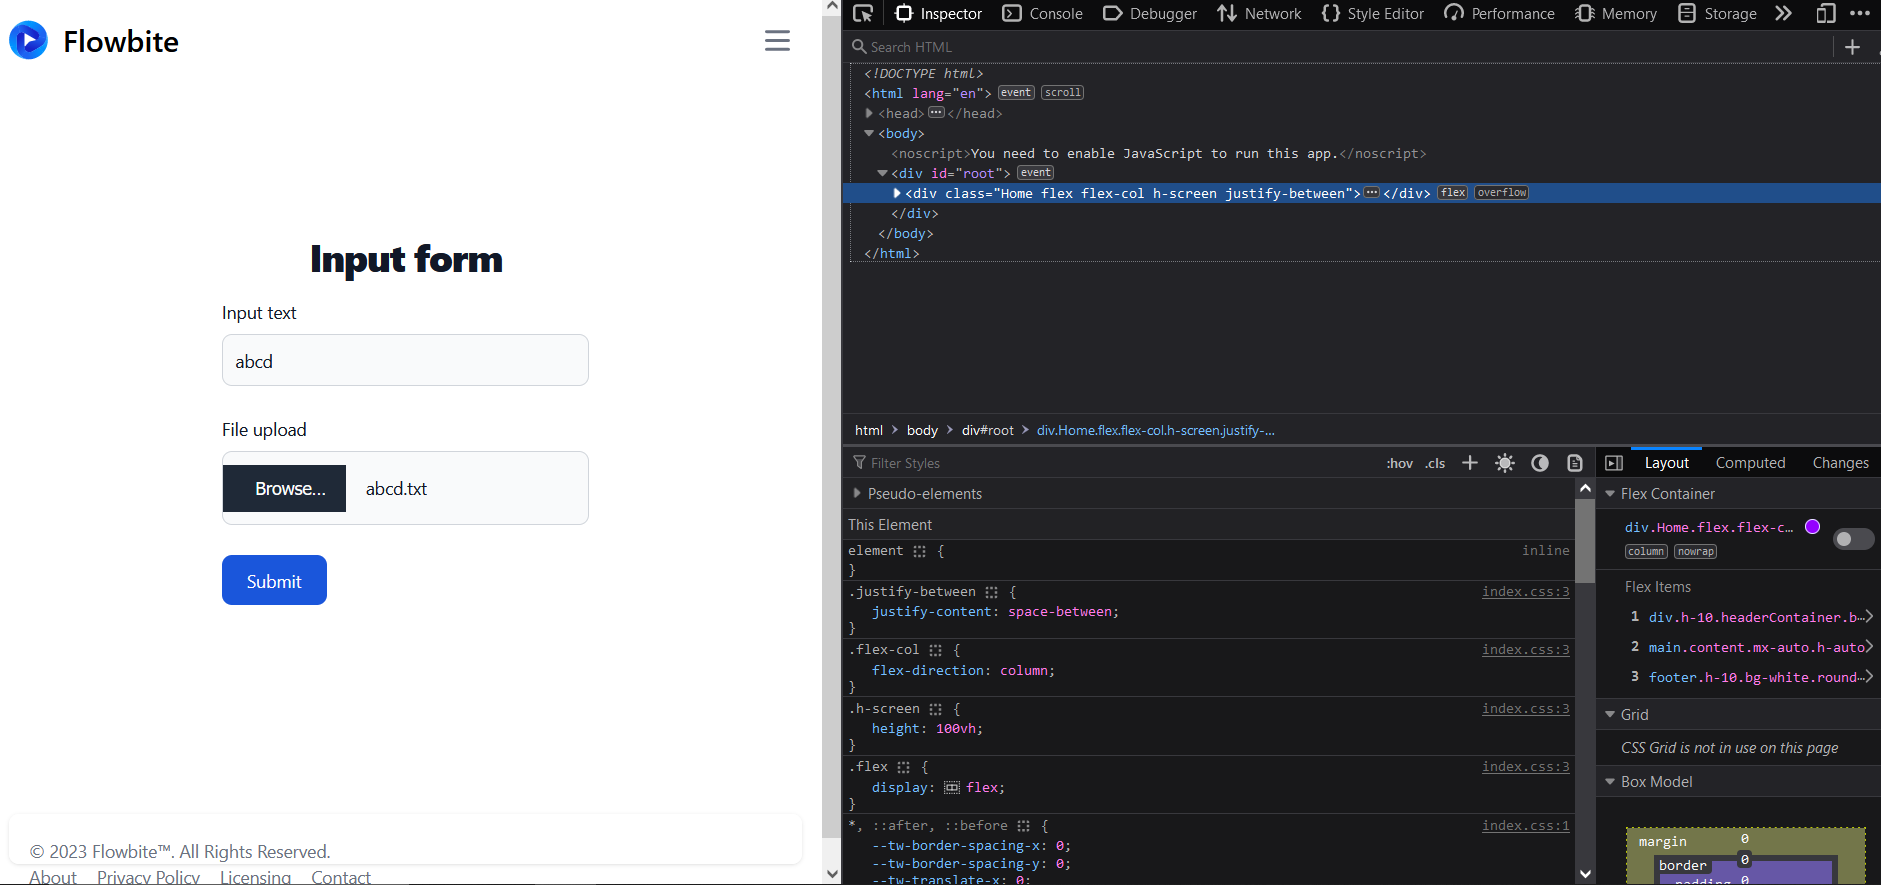 Flowbite
Input form
Input text
abcd
File upload
Browse... abcd.txt
Submit
© 2023 Flowbite™. All Rights Reserved.
About Privacy Policy Licensing Contact
Inspector Console Debugger Network Style Editor Performance Memory Storage
Search HTML
<!DOCTYPE html>
<html lang="en"> event scroll
<head> ••• </head>
<body>
<noscript>You need to enable JavaScript to run this app.</noscript>
<div id="root"> event
<div class="Home flex flex-col h-screen justify-between"> ••• </div> flex overflow
</div>
</body>
</html>
html > body > div#root > div.Home.flex.flex-col.h-screen.justify-...
Filter Styles :hov .cls
Pseudo-elements
This Element
element { inline
}
.justify-between { index.css:3
justify-content: space-between;
}
.flex-col { index.css:3
flex-direction: column;
}
.h-screen { index.css:3
height: 100vh;
}
.flex { index.css:3
display: flex;
}
*, ::after, ::before { index.css:1
--tw-border-spacing-x: 0;
--tw-border-spacing-y: 0;
--tw-translate-x: 0;
Layout Computed Changes
Flex Container
div.Home.flex.flex-c...
column nowrap
Flex Items
1 div.h-10.headerContainer.b...
2 main.content.mx-auto.h-auto
3 footer.h-10.bg-white.round...
Grid
CSS Grid is not in use on this page
Box Model
margin 0
border 0
padding 0